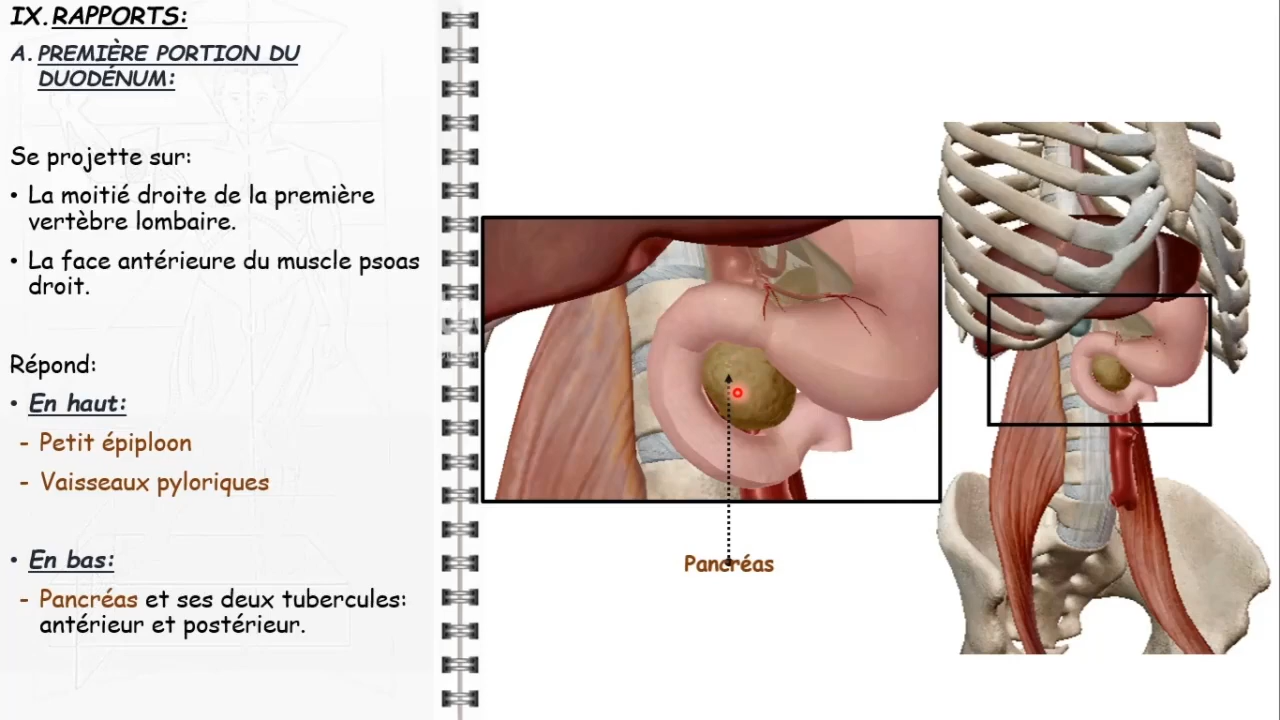 IX. RAPPORTS:
A. PREMIÈRE PORTION DU
DUODÉNUM:
Se projette sur:
• La moitié droite de la première
vertèbre lombaire.
• La face antérieure du muscle psoas
droit.
Répond:
• En haut:
- Petit épiploon
- Vaisseaux pyloriques
• En bas:
- Pancréas et ses deux tubercules:
antérieur et postérieur.
Pancréas